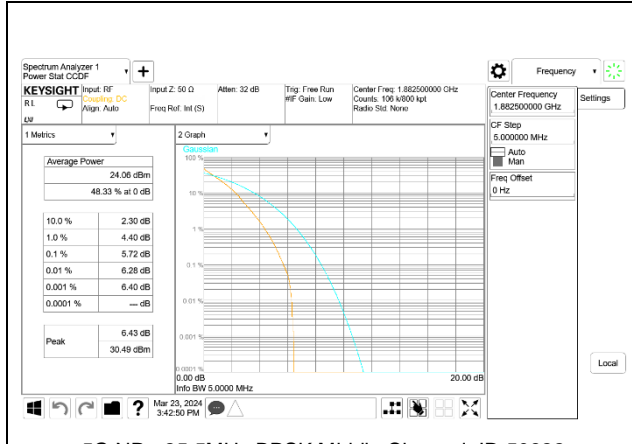 Spectrum Analyzer 1
Power Stat CCDF
Frequency
KEYSIGHT
Input: RF
Coupling: DC
Align: Auto
Input Z: 50 Ω
Freq Ref: Int (S)
Atten: 32 dB
Trig: Free Run
#IF Gain: Low
Center Freq: 1.882500000 GHz
Counts: 106 k/800 kpt
Radio Std: None
Center Frequency
1.882500000 GHz
Settings
CF Step
5.000000 MHz
Auto
Man
Freq Offset
0 Hz
1 Metrics
2 Graph
Gaussian
Average Power
24.06 dBm
48.33 % at 0 dB
10.0 % 2.30 dB
1.0 % 4.40 dB
0.1 % 5.72 dB
0.01 % 6.28 dB
0.001 % 6.40 dB
0.0001 % --- dB
Peak
6.43 dB
30.49 dBm
100 %
10 %
1 %
0.1 %
0.01 %
0.001 %
0.0001 %
0.00 dB
20.00 dB
Info BW 5.0000 MHz
Local
Mar 23, 2024
3:42:50 PM